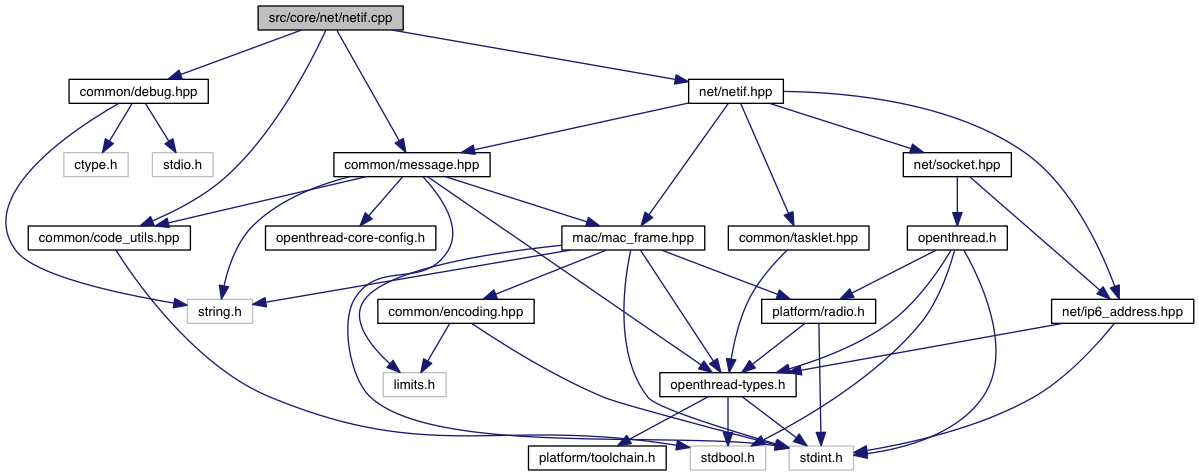 src/core/net/netif.cpp
common/debug.hpp
net/netif.hpp
ctype.h
stdio.h
common/message.hpp
net/socket.hpp
common/code_utils.hpp
openthread-core-config.h
mac/mac_frame.hpp
common/tasklet.hpp
openthread.h
string.h
common/encoding.hpp
platform/radio.h
net/ip6_address.hpp
limits.h
openthread-types.h
platform/toolchain.h
stdbool.h
stdint.h